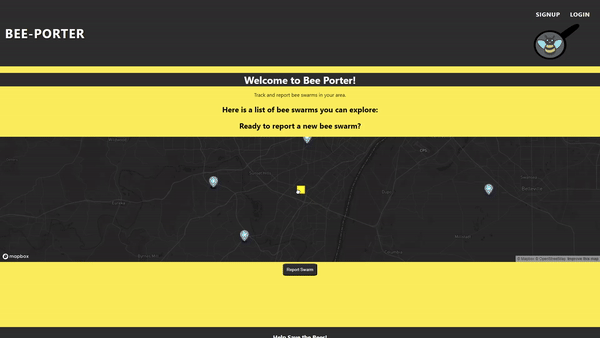 SIGNUP LOGIN
BEE-PORTER
Welcome to Bee Porter!
Track and report bee swarms in your area.
Here is a list of bee swarms you can explore:
Ready to report a new bee swarm?
mapbox
© Mapbox © OpenStreetMap Improve this map
Report Swarm
Help Save the Bees!